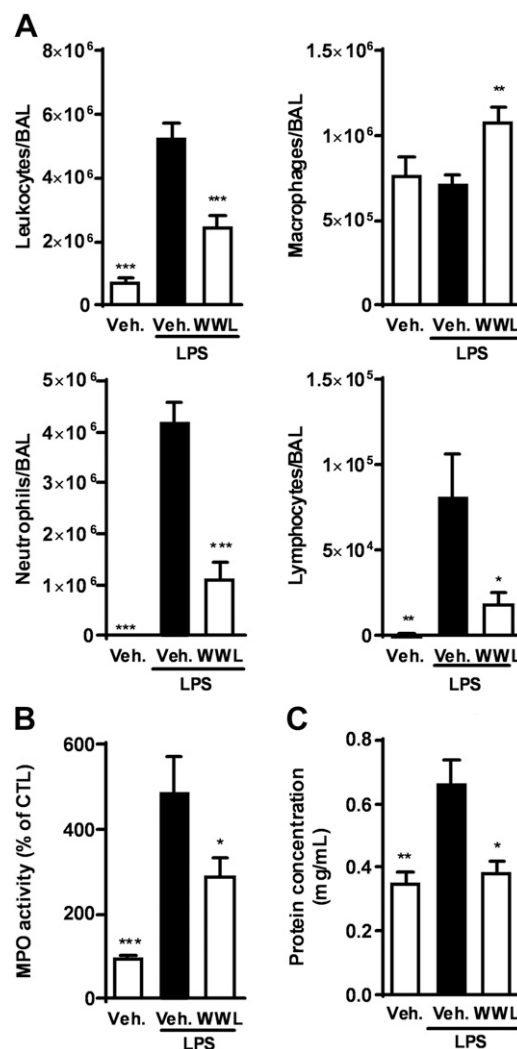 A
Leukocytes/BAL
8×10⁶
6×10⁶
4×10⁶
2×10⁶
0
***
***
Veh. Veh. WWL
LPS
Macrophages/BAL
1.5×10⁶
1×10⁶
5×10⁵
0
**
Veh. Veh. WWL
LPS
Neutrophils/BAL
5×10⁶
4×10⁶
3×10⁶
2×10⁶
1×10⁶
0
***
***
Veh. Veh. WWL
LPS
Lymphocytes/BAL
1.5×10⁵
1×10⁵
5×10⁴
0
**
*
Veh. Veh. WWL
LPS
B
MPO activity (% of CTL)
600
400
200
0
***
*
Veh. Veh. WWL
LPS
C
Protein concentration
(mg/mL)
0.8
0.6
0.4
0.2
0.0
**
*
Veh. Veh. WWL
LPS